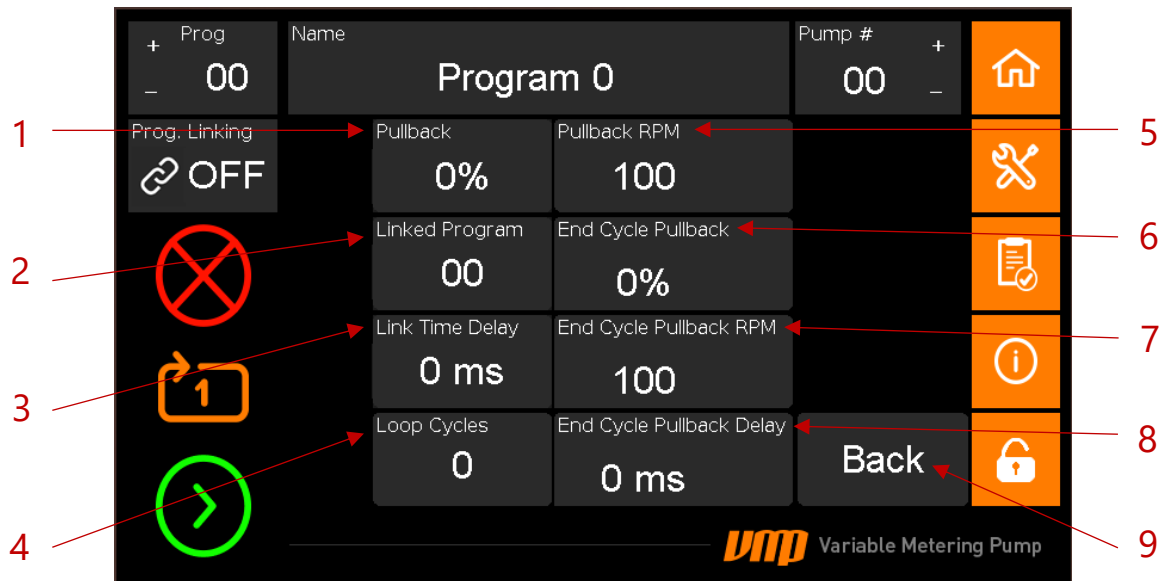 Prog
+
00
_
Name
Program 0
Pump #
+
00
_
1
Prog. Linking
OFF
Pullback
0%
Pullback RPM
100
5
2
Linked Program
00
End Cycle Pullback
0%
6
3
1
Link Time Delay
0 ms
End Cycle Pullback RPM
100
i
7
4
Loop Cycles
0
End Cycle Pullback Delay
0 ms
Back
8
9
vmp Variable Metering Pump